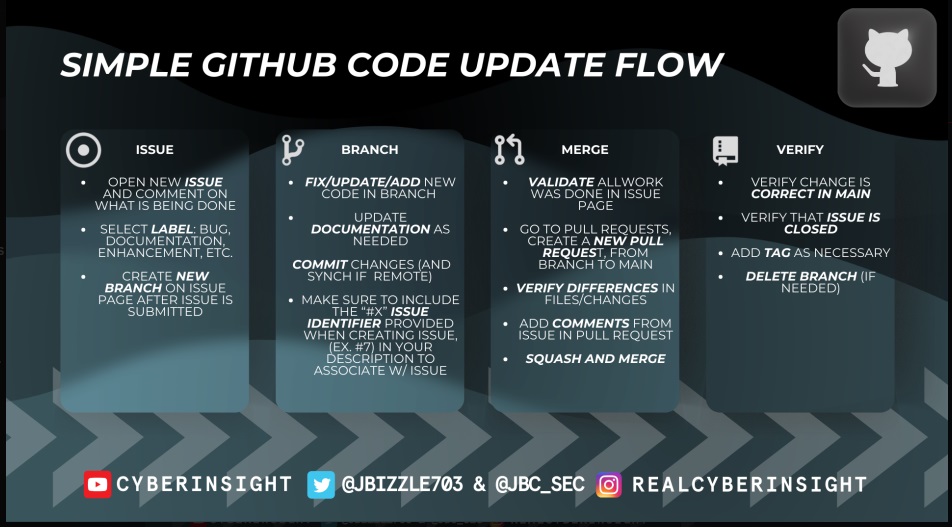 SIMPLE GITHUB CODE UPDATE FLOW
ISSUE
• OPEN NEW ISSUE
AND COMMENT ON
WHAT IS BEING DONE
• SELECT LABEL: BUG,
DOCUMENTATION,
ENHANCEMENT, ETC.
• CREATE NEW
BRANCH ON ISSUE
PAGE AFTER ISSUE IS
SUBMITTED
BRANCH
• FIX/UPDATE/ADD NEW
CODE IN BRANCH
• UPDATE
DOCUMENTATION AS
NEEDED
COMMIT CHANGES (AND
SYNCH IF REMOTE)
• MAKE SURE TO INCLUDE
THE "#X" ISSUE
IDENTIFIER PROVIDED
WHEN CREATING ISSUE,
(EX. #7) IN YOUR
DESCRIPTION TO
ASSOCIATE W/ ISSUE
MERGE
• VALIDATE ALLWORK
WAS DONE IN ISSUE
PAGE
• GO TO PULL REQUESTS,
CREATE A NEW PULL
REQUEST, FROM
BRANCH TO MAIN
• VERIFY DIFFERENCES IN
FILES/CHANGES
• ADD COMMENTS FROM
ISSUE IN PULL REQUEST
• SQUASH AND MERGE
VERIFY
• VERIFY CHANGE IS
CORRECT IN MAIN
• VERIFY THAT ISSUE IS
CLOSED
• ADD TAG AS NECESSARY
• DELETE BRANCH (IF
NEEDED)
CYBERINSIGHT @JBIZZLE703 & @JBC_SEC REALCYBERINSIGHT